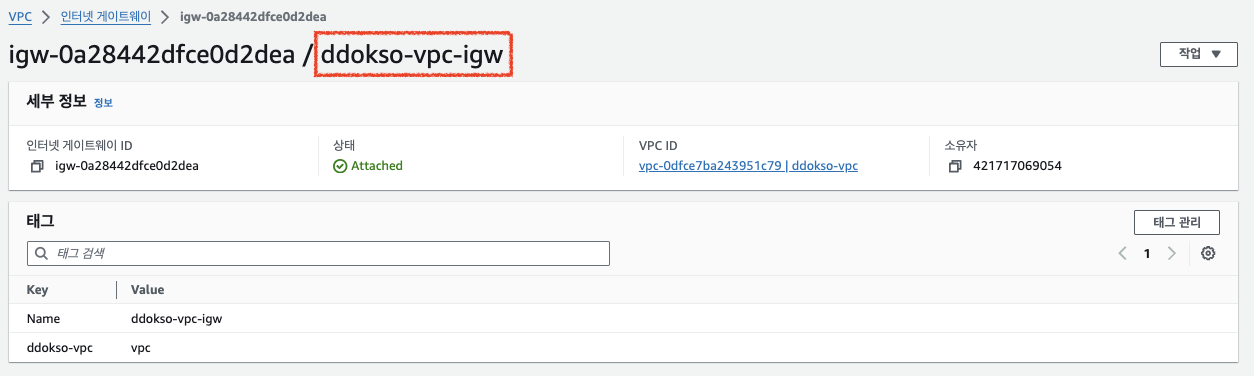 VPC > 인터넷 게이트웨이 > igw-0a28442dfce0d2dea
igw-0a28442dfce0d2dea / ddokso-vpc-igw
작업 ▼
세부 정보 정보
인터넷 게이트웨이 ID
igw-0a28442dfce0d2dea
상태
Attached
VPC ID
vpc-0dfce7ba243951c79 | ddokso-vpc
소유자
421717069054
태그
태그 관리
태그 검색
< 1 >
Key Value
Name ddokso-vpc-igw
ddokso-vpc vpc